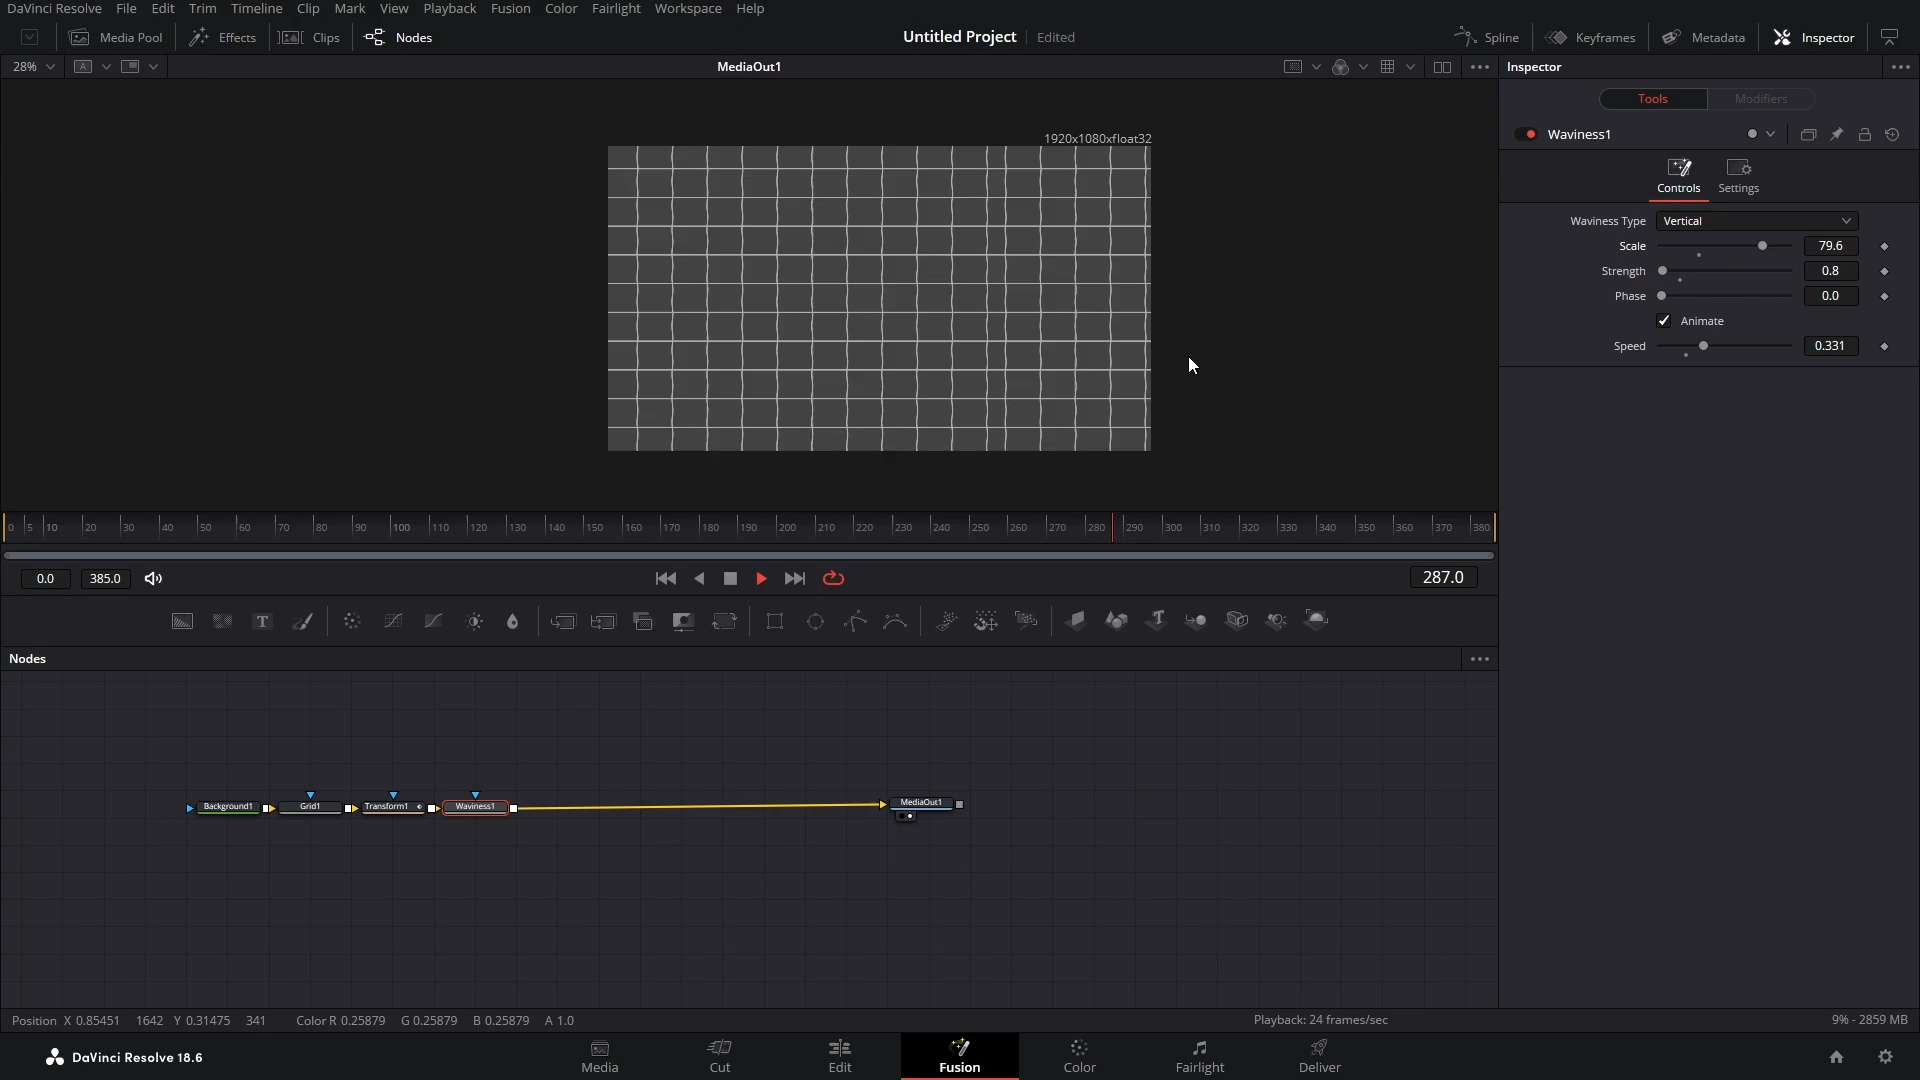 DaVinci Resolve File Edit Trim Timeline Clip Mark View Playback Fusion Color Fairlight Workspace Help
Media Pool Effects Clips Nodes Untitled Project Edited Spline Keyframes Metadata Inspector
28% A MediaOut1 Inspector
Tools Modifiers
1920x1080xfloat32
Waviness1
Controls Settings
Waviness Type Vertical
Scale 79.6
Strength 0.8
Phase 0.0
Animate
Speed 0.331
0 5 10 20 30 40 50 60 70 80 90 100 110 120 130 140 150 160 170 180 190 200 210 220 230 240 250 260 270 280 290 300 310 320 330 340 350 360 370 380
0.0 385.0 287.0
T T
Nodes
Background1 Grid1 Transform1 Waviness1 MediaOut1
Position X 0.85451 1642 Y 0.31475 341 Color R 0.25879 G 0.25879 B 0.25879 A 1.0 Playback: 24 frames/sec 9% - 2859 MB
DaVinci Resolve 18.6 Media Cut Edit Fusion Color Fairlight Deliver